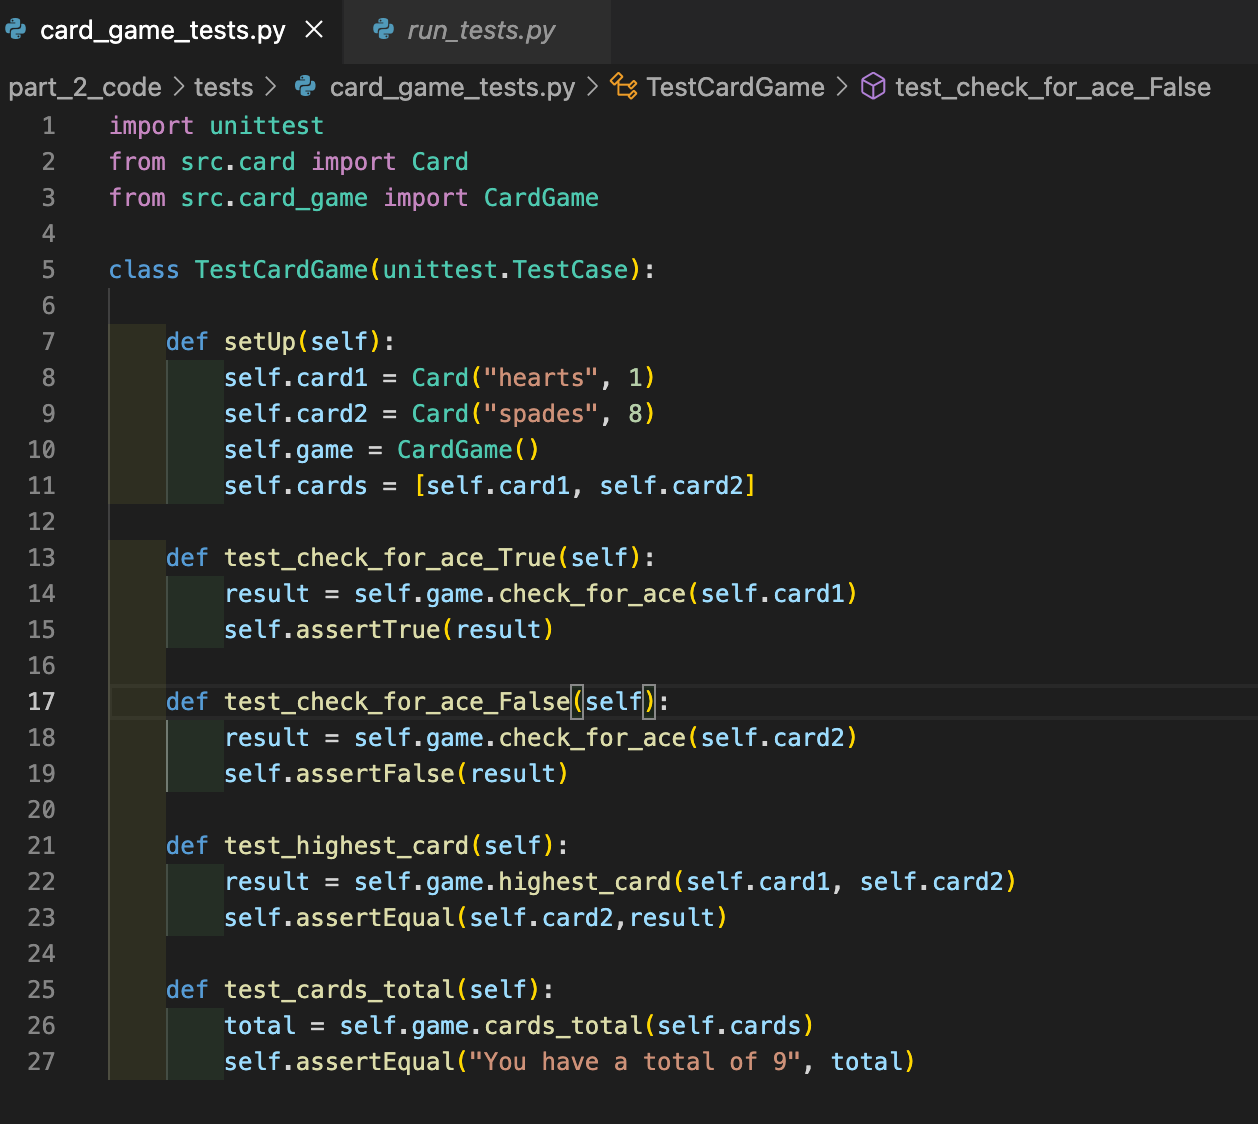 card_game_tests.py × run_tests.py
part_2_code > tests > card_game_tests.py > TestCardGame > test_check_for_ace_False
1 import unittest
2 from src.card import Card
3 from src.card_game import CardGame
4
5 class TestCardGame(unittest.TestCase):
6
7     def setUp(self):
8         self.card1 = Card("hearts", 1)
9         self.card2 = Card("spades", 8)
10         self.game = CardGame()
11         self.cards = [self.card1, self.card2]
12
13     def test_check_for_ace_True(self):
14         result = self.game.check_for_ace(self.card1)
15         self.assertTrue(result)
16
17     def test_check_for_ace_False(self):
18         result = self.game.check_for_ace(self.card2)
19         self.assertFalse(result)
20
21     def test_highest_card(self):
22         result = self.game.highest_card(self.card1, self.card2)
23         self.assertEqual(self.card2,result)
24
25     def test_cards_total(self):
26         total = self.game.cards_total(self.cards)
27         self.assertEqual("You have a total of 9", total)